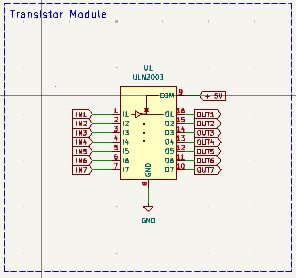 Transistor Module
U1
ULN2003
COM 9 + 5V
IN1 1 I1 O1 16 OUT1
IN2 2 I2 O2 15 OUT2
IN3 3 I3 O3 14 OUT3
IN4 4 I4 O4 13 OUT4
IN5 5 I5 O5 12 OUT5
IN6 6 I6 O6 11 OUT6
IN7 7 I7 O7 10 OUT7
GND
8
GND